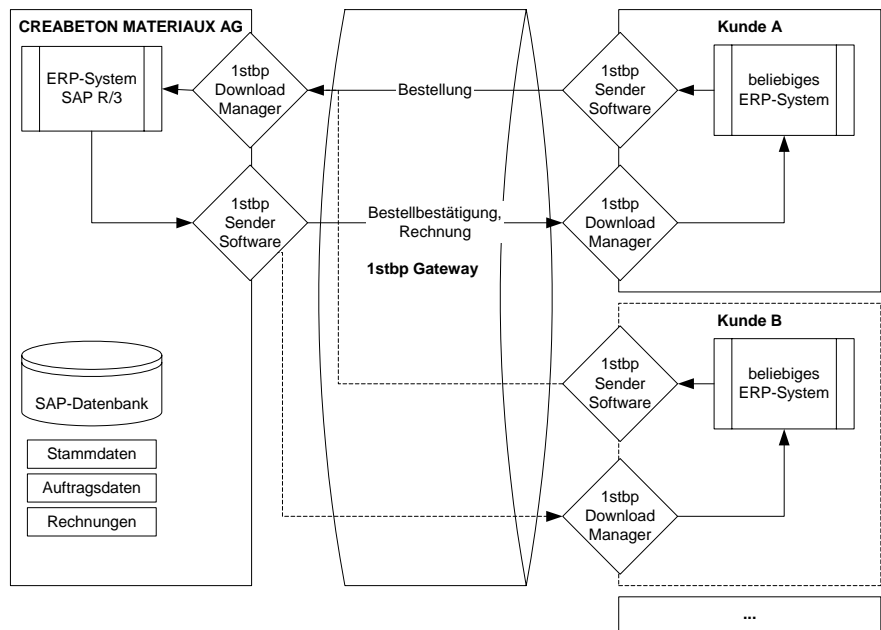 CREABETON MATERIAUX AG
ERP-System
SAP R/3
1stbp
Download
Manager
Bestellung
1stbp
Sender
Software
Kunde A
beliebiges
ERP-System
1stbp
Sender
Software
Bestellbestätigung,
Rechnung
1stbp Gateway
1stbp
Download
Manager
Kunde B
1stbp
Sender
Software
beliebiges
ERP-System
1stbp
Download
Manager
SAP-Datenbank
Stammdaten
Auftragsdaten
Rechnungen
...